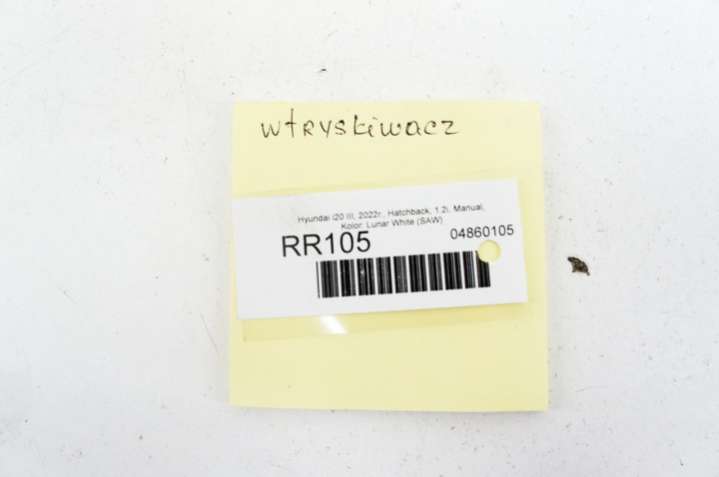 wtryskiwacz
Hyundai i20 III, 2022r., Hatchback, 1.2i, Manual,
Kolor: Lunar White (SAW)
RR105
04860105